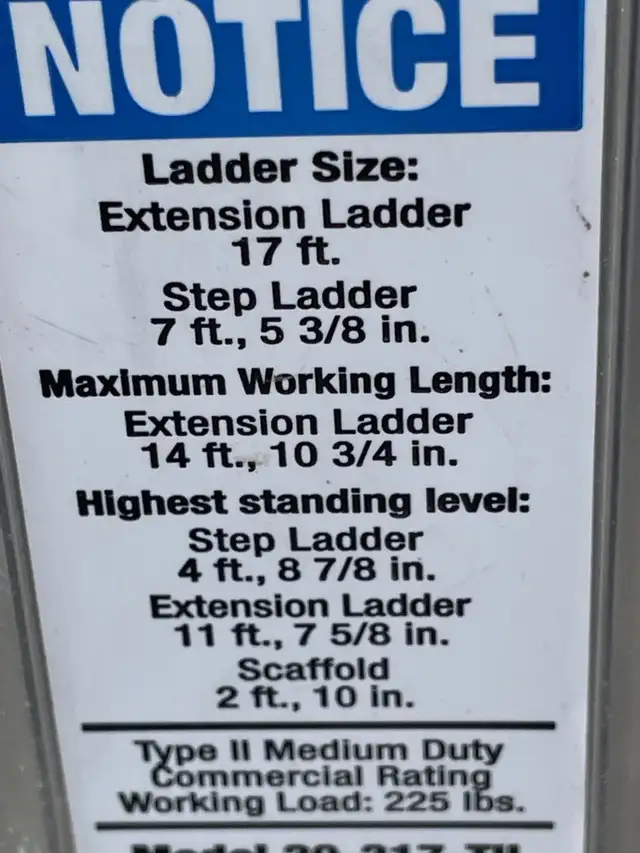 NOTICE
Ladder Size:
Extension Ladder
17 ft.
Step Ladder
7 ft., 5 3/8 in.
Maximum Working Length:
Extension Ladder
14 ft., 10 3/4 in.
Highest standing level:
Step Ladder
4 ft., 8 7/8 in.
Extension Ladder
11 ft., 7 5/8 in.
Scaffold
2 ft., 10 in.
Type II Medium Duty
Commercial Rating
Working Load: 225 lbs.
Model